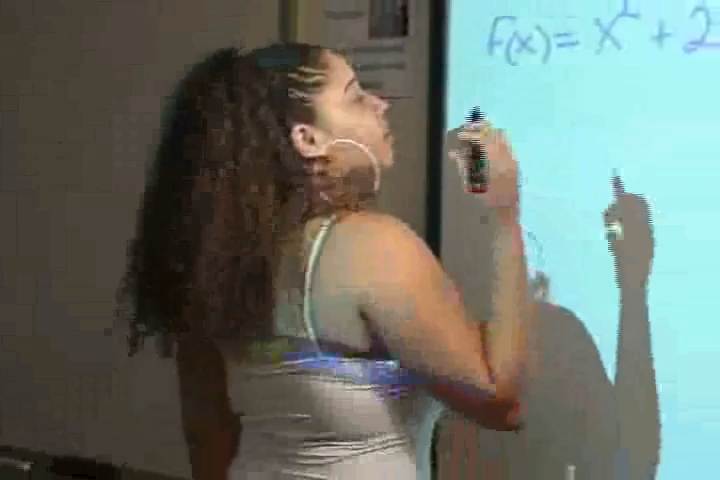 F(x) = x² + 2